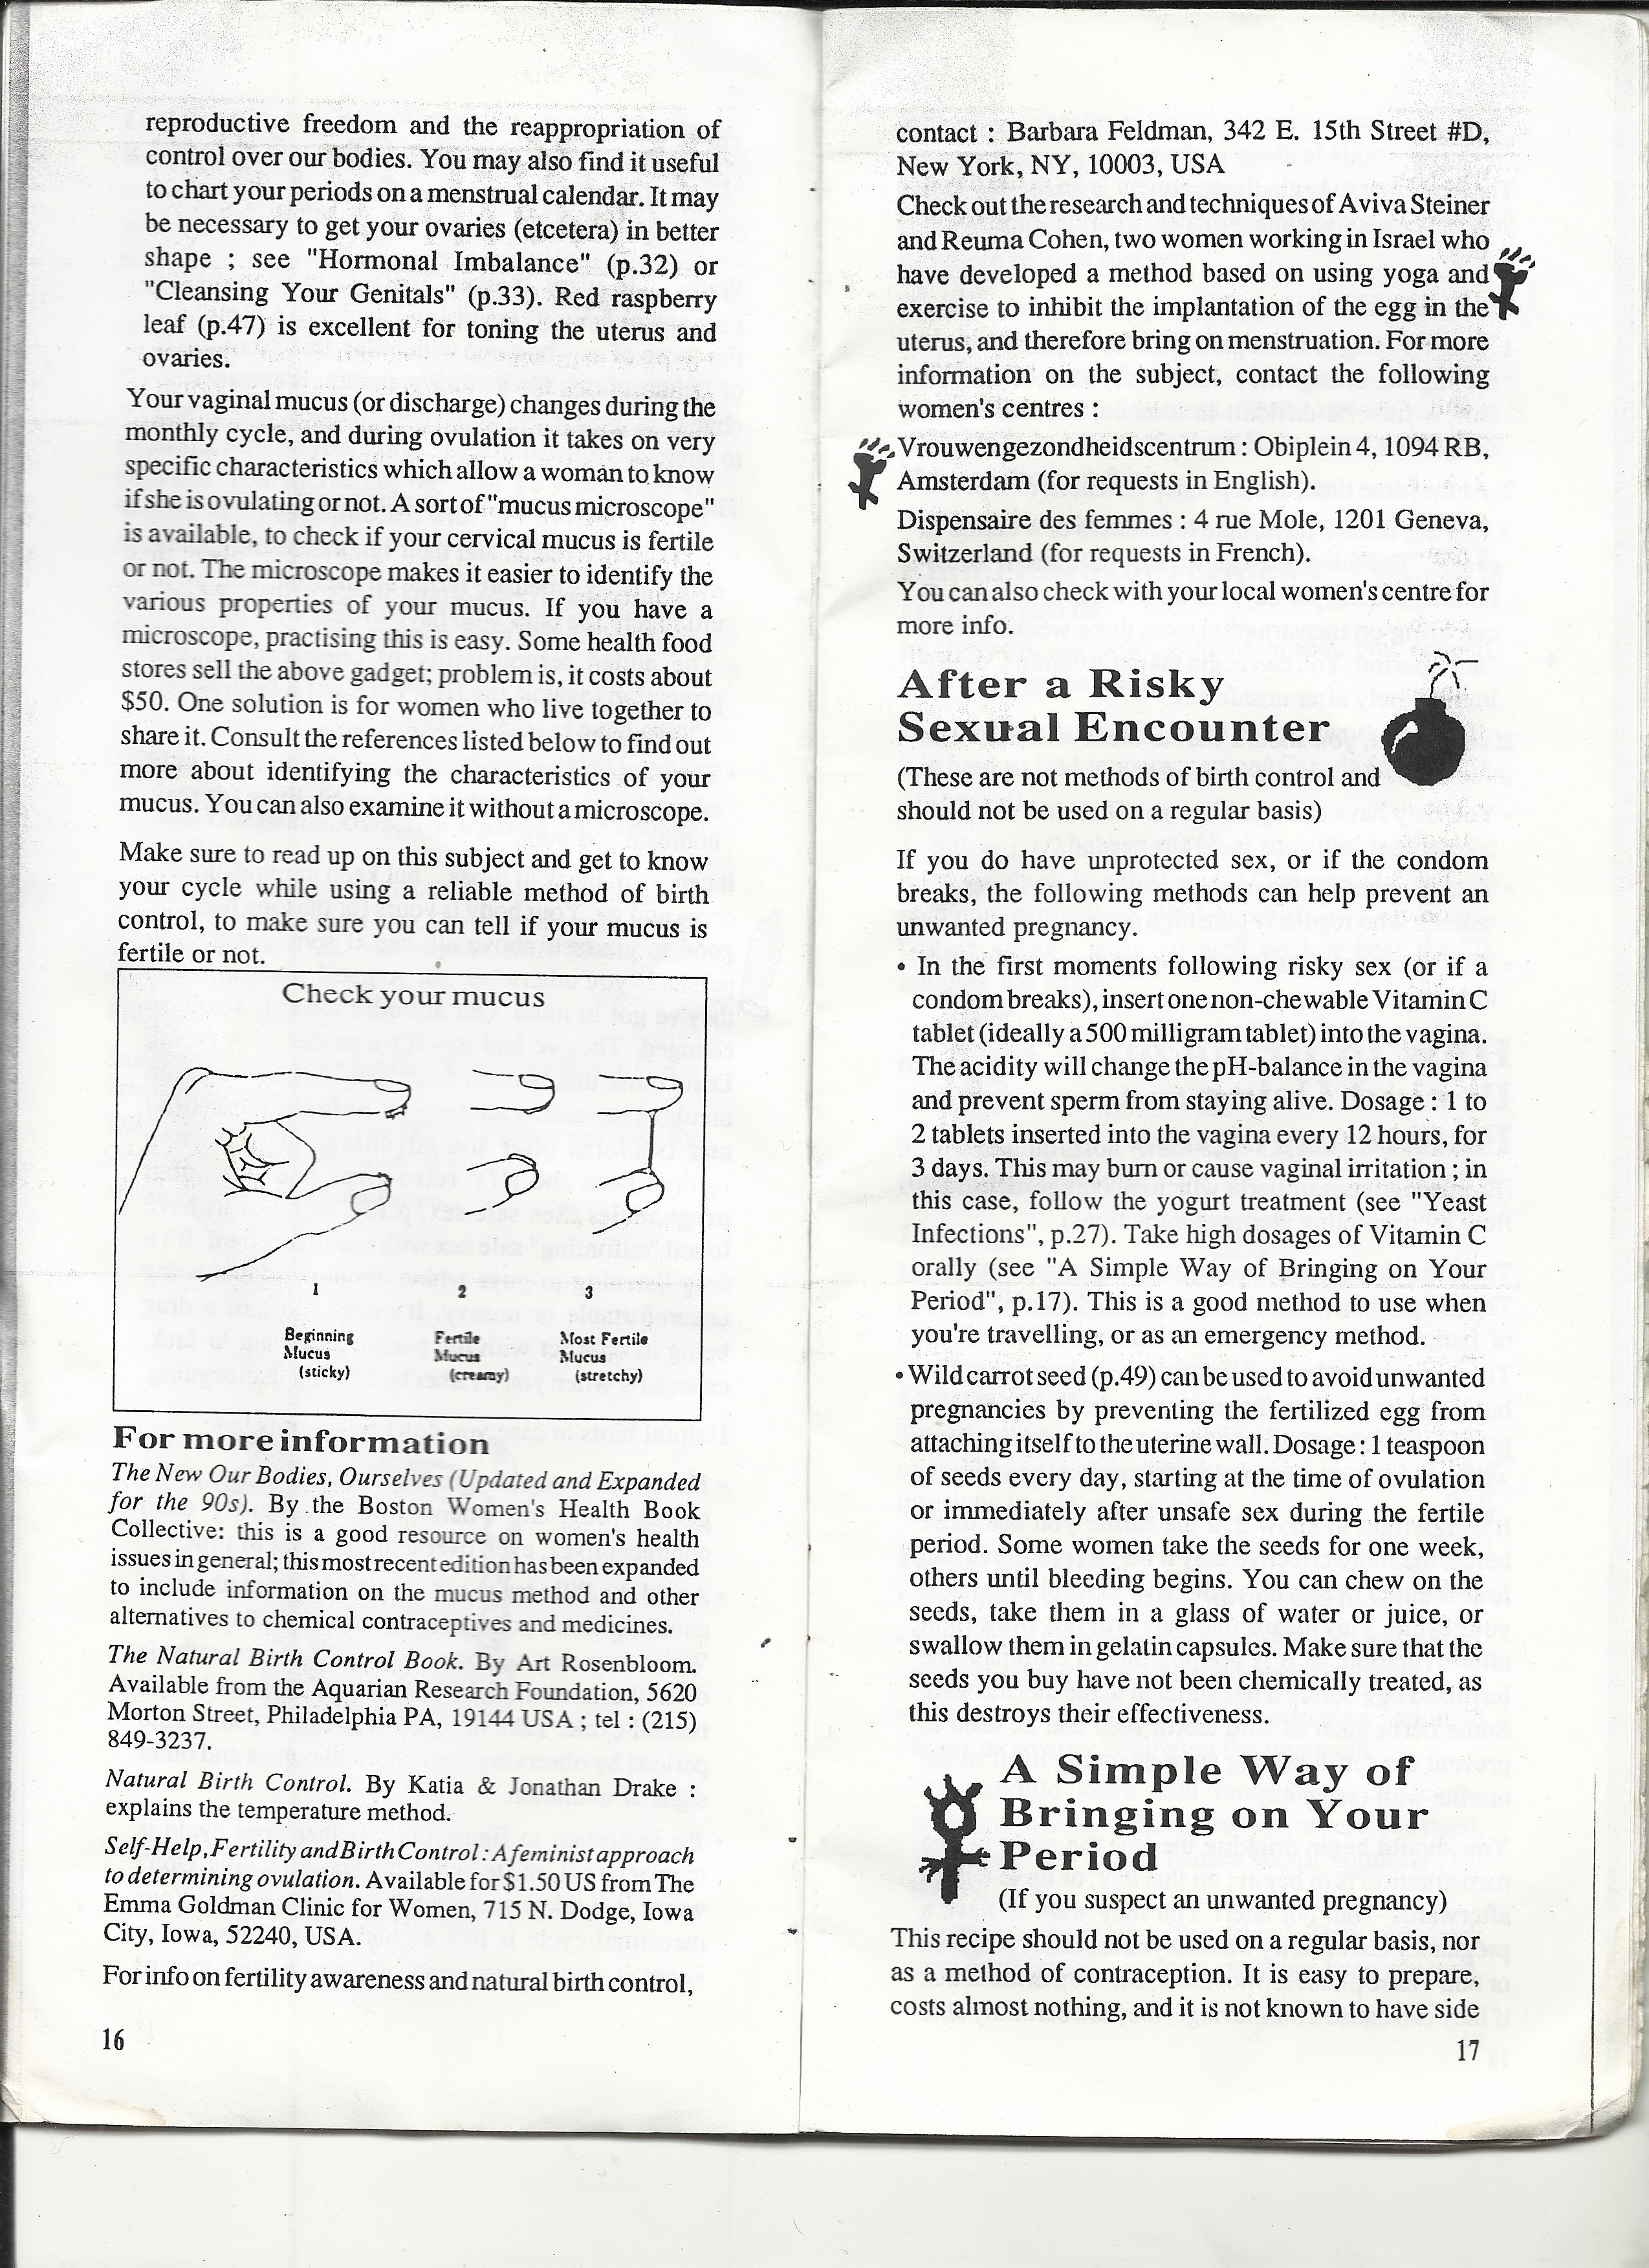 reproductive freedom and the reappropriation of
control over our bodies. You may also find it useful
to chart your periods on a menstrual calendar. It may
be necessary to get your ovaries (etcetera) in better
shape ; see "Hormonal Imbalance" (p.32) or
"Cleansing Your Genitals" (p.33). Red raspberry
leaf (p.47) is excellent for toning the uterus and
ovaries.
Your vaginal mucus (or discharge) changes during the
monthly cycle, and during ovulation it takes on very
specific characteristics which allow a woman to know
if she is ovulating or not. A sort of "mucus microscope"
is available, to check if your cervical mucus is fertile
or not. The microscope makes it easier to identify the
various properties of your mucus. If you have a
microscope, practising this is easy. Some health food
stores sell the above gadget; problem is, it costs about
$50. One solution is for women who live together to
share it. Consult the references listed below to find out
more about identifying the characteristics of your
mucus. You can also examine it without a microscope.
Make sure to read up on this subject and get to know
your cycle while using a reliable method of birth
control, to make sure you can tell if your mucus is
fertile or not.
Check your mucus
1 2 3
Beginning Mucus (sticky)
Fertile Mucus (creamy)
Most Fertile Mucus (stretchy)
For more information
The New Our Bodies, Ourselves (Updated and Expanded
for the 90s). By the Boston Women's Health Book
Collective: this is a good resource on women's health
issues in general; this most recent edition has been expanded
to include information on the mucus method and other
alternatives to chemical contraceptives and medicines.
The Natural Birth Control Book. By Art Rosenbloom.
Available from the Aquarian Research Foundation, 5620
Morton Street, Philadelphia PA, 19144 USA ; tel : (215)
849-3237.
Natural Birth Control. By Katia & Jonathan Drake :
explains the temperature method.
Self-Help, Fertility and Birth Control : A feminist approach
to determining ovulation. Available for $1.50 US from The
Emma Goldman Clinic for Women, 715 N. Dodge, Iowa
City, Iowa, 52240, USA.
For info on fertility awareness and natural birth control,
16
contact : Barbara Feldman, 342 E. 15th Street #D,
New York, NY, 10003, USA
Check out the research and techniques of Aviva Steiner
and Reuma Cohen, two women working in Israel who
have developed a method based on using yoga and
exercise to inhibit the implantation of the egg in the
uterus, and therefore bring on menstruation. For more
information on the subject, contact the following
women's centres :
Vrouwengezondheidscentrum : Obiplein 4, 1094 RB,
Amsterdam (for requests in English).
Dispensaire des femmes : 4 rue Mole, 1201 Geneva,
Switzerland (for requests in French).
You can also check with your local women's centre for
more info.
After a Risky
Sexual Encounter
(These are not methods of birth control and
should not be used on a regular basis)
If you do have unprotected sex, or if the condom
breaks, the following methods can help prevent an
unwanted pregnancy.
• In the first moments following risky sex (or if a
condom breaks), insert one non-chewable Vitamin C
tablet (ideally a 500 milligram tablet) into the vagina.
The acidity will change the pH-balance in the vagina
and prevent sperm from staying alive. Dosage : 1 to
2 tablets inserted into the vagina every 12 hours, for
3 days. This may burn or cause vaginal irritation ; in
this case, follow the yogurt treatment (see "Yeast
Infections", p.27). Take high dosages of Vitamin C
orally (see "A Simple Way of Bringing on Your
Period", p.17). This is a good method to use when
you're travelling, or as an emergency method.
• Wild carrot seed (p.49) can be used to avoid unwanted
pregnancies by preventing the fertilized egg from
attaching itself to the uterine wall. Dosage : 1 teaspoon
of seeds every day, starting at the time of ovulation
or immediately after unsafe sex during the fertile
period. Some women take the seeds for one week,
others until bleeding begins. You can chew on the
seeds, take them in a glass of water or juice, or
swallow them in gelatin capsules. Make sure that the
seeds you buy have not been chemically treated, as
this destroys their effectiveness.
A Simple Way of
Bringing on Your
Period
(If you suspect an unwanted pregnancy)
This recipe should not be used on a regular basis, nor
as a method of contraception. It is easy to prepare,
costs almost nothing, and it is not known to have side
17